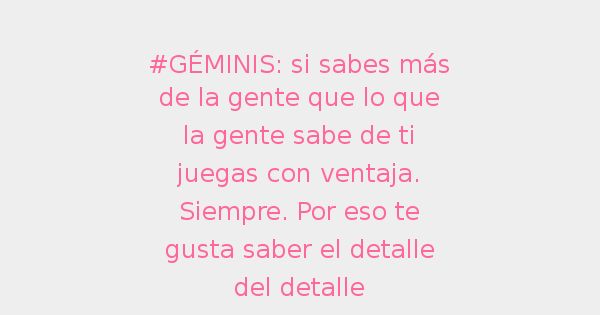 #GÉMINIS: si sabes más
de la gente que lo que
la gente sabe de ti
juegas con ventaja.
Siempre. Por eso te
gusta saber el detalle
del detalle